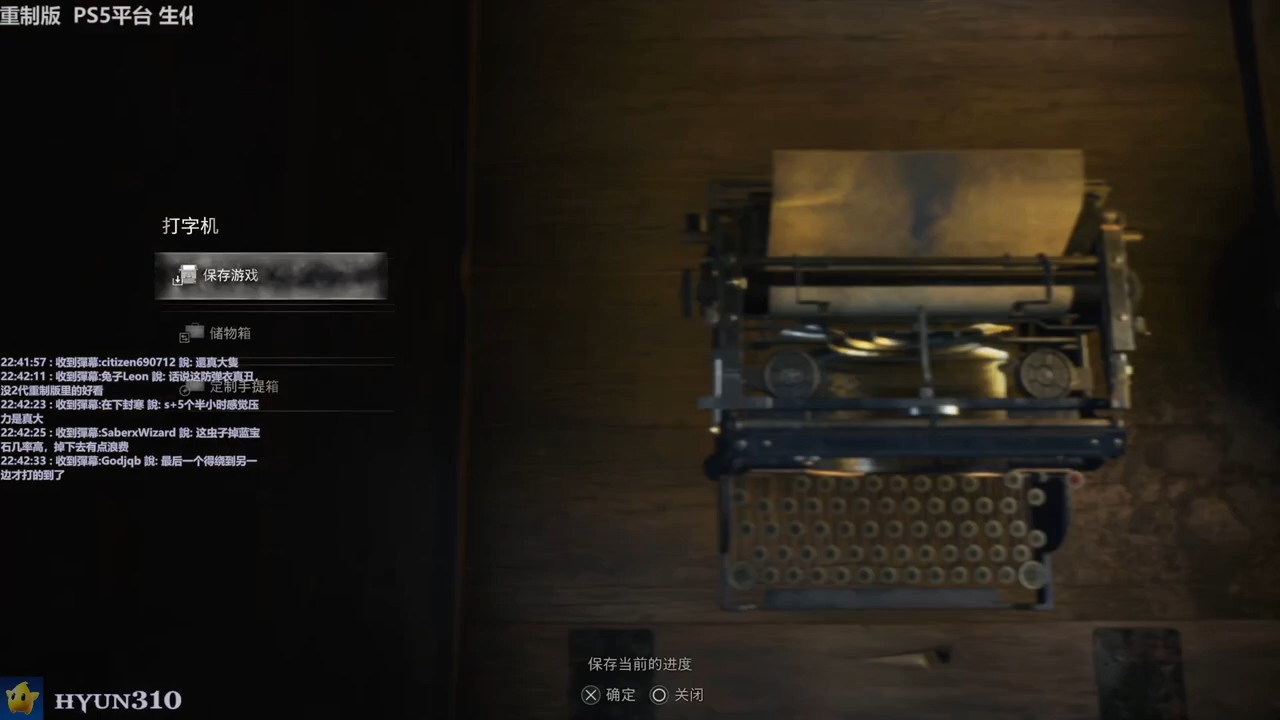 重制版 PS5平台 生化
打字机
保存游戏
储物箱
22:41:57 : 收到彈幕:citizen690712 說: 還真大隻
22:42:11 : 收到彈幕:兔子Leon 說: 话说这防弹衣真丑,
定制手提箱
没2代重制版里的好看
22:42:23 : 收到彈幕:在下封寒 說: s+5个半小时感觉压
力是真大
22:42:25 : 收到彈幕:SaberxWizard 說: 这虫子掉蓝宝
石几率高，掉下去有点浪费
22:42:33 : 收到彈幕:Godjqb 說: 最后一个得绕到另一
边才打的到了
保存当前的进度
确定 关闭
HYUN310